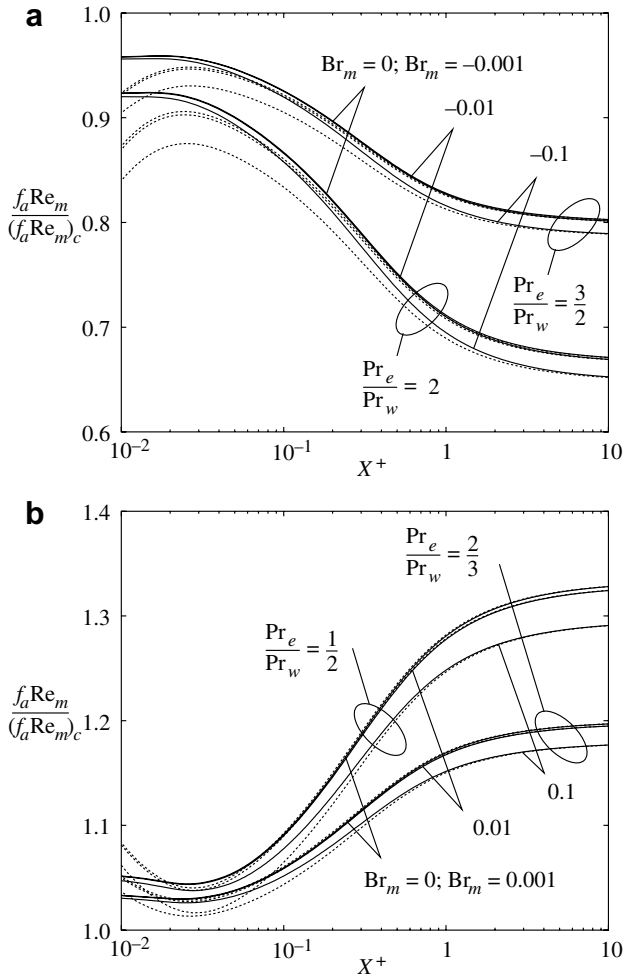 a
1.0
0.9
0.8
0.7
0.6
f_a Re_m
(f_a Re_m)_c
Br_m = 0; Br_m = –0.001
–0.01
–0.1
Pr_e
Pr_w = 3/2
Pr_e
Pr_w = 2
10^–2
10^–1
1
10
X^+
b
1.4
1.3
1.2
1.1
1.0
f_a Re_m
(f_a Re_m)_c
Pr_e
Pr_w = 2/3
Pr_e
Pr_w = 1/2
0.1
0.01
Br_m = 0; Br_m = 0.001
10^–2
10^–1
1
10
X^+